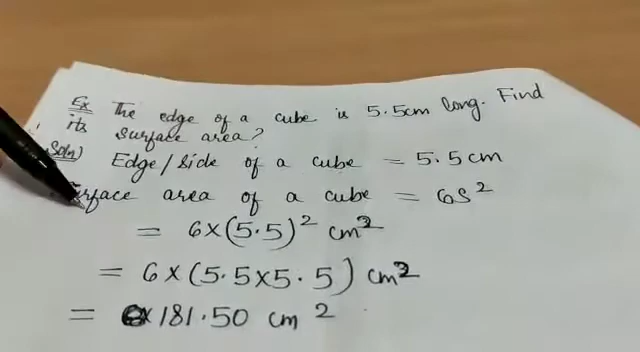 Ex The edge of a cube is 5.5cm long. Find
its surface area?
Soln) Edge/Side of a cube = 5.5cm
Surface area of a cube = 6S²
= 6×(5.5)² cm²
= 6×(5.5×5.5) cm²
= 181.50 cm²